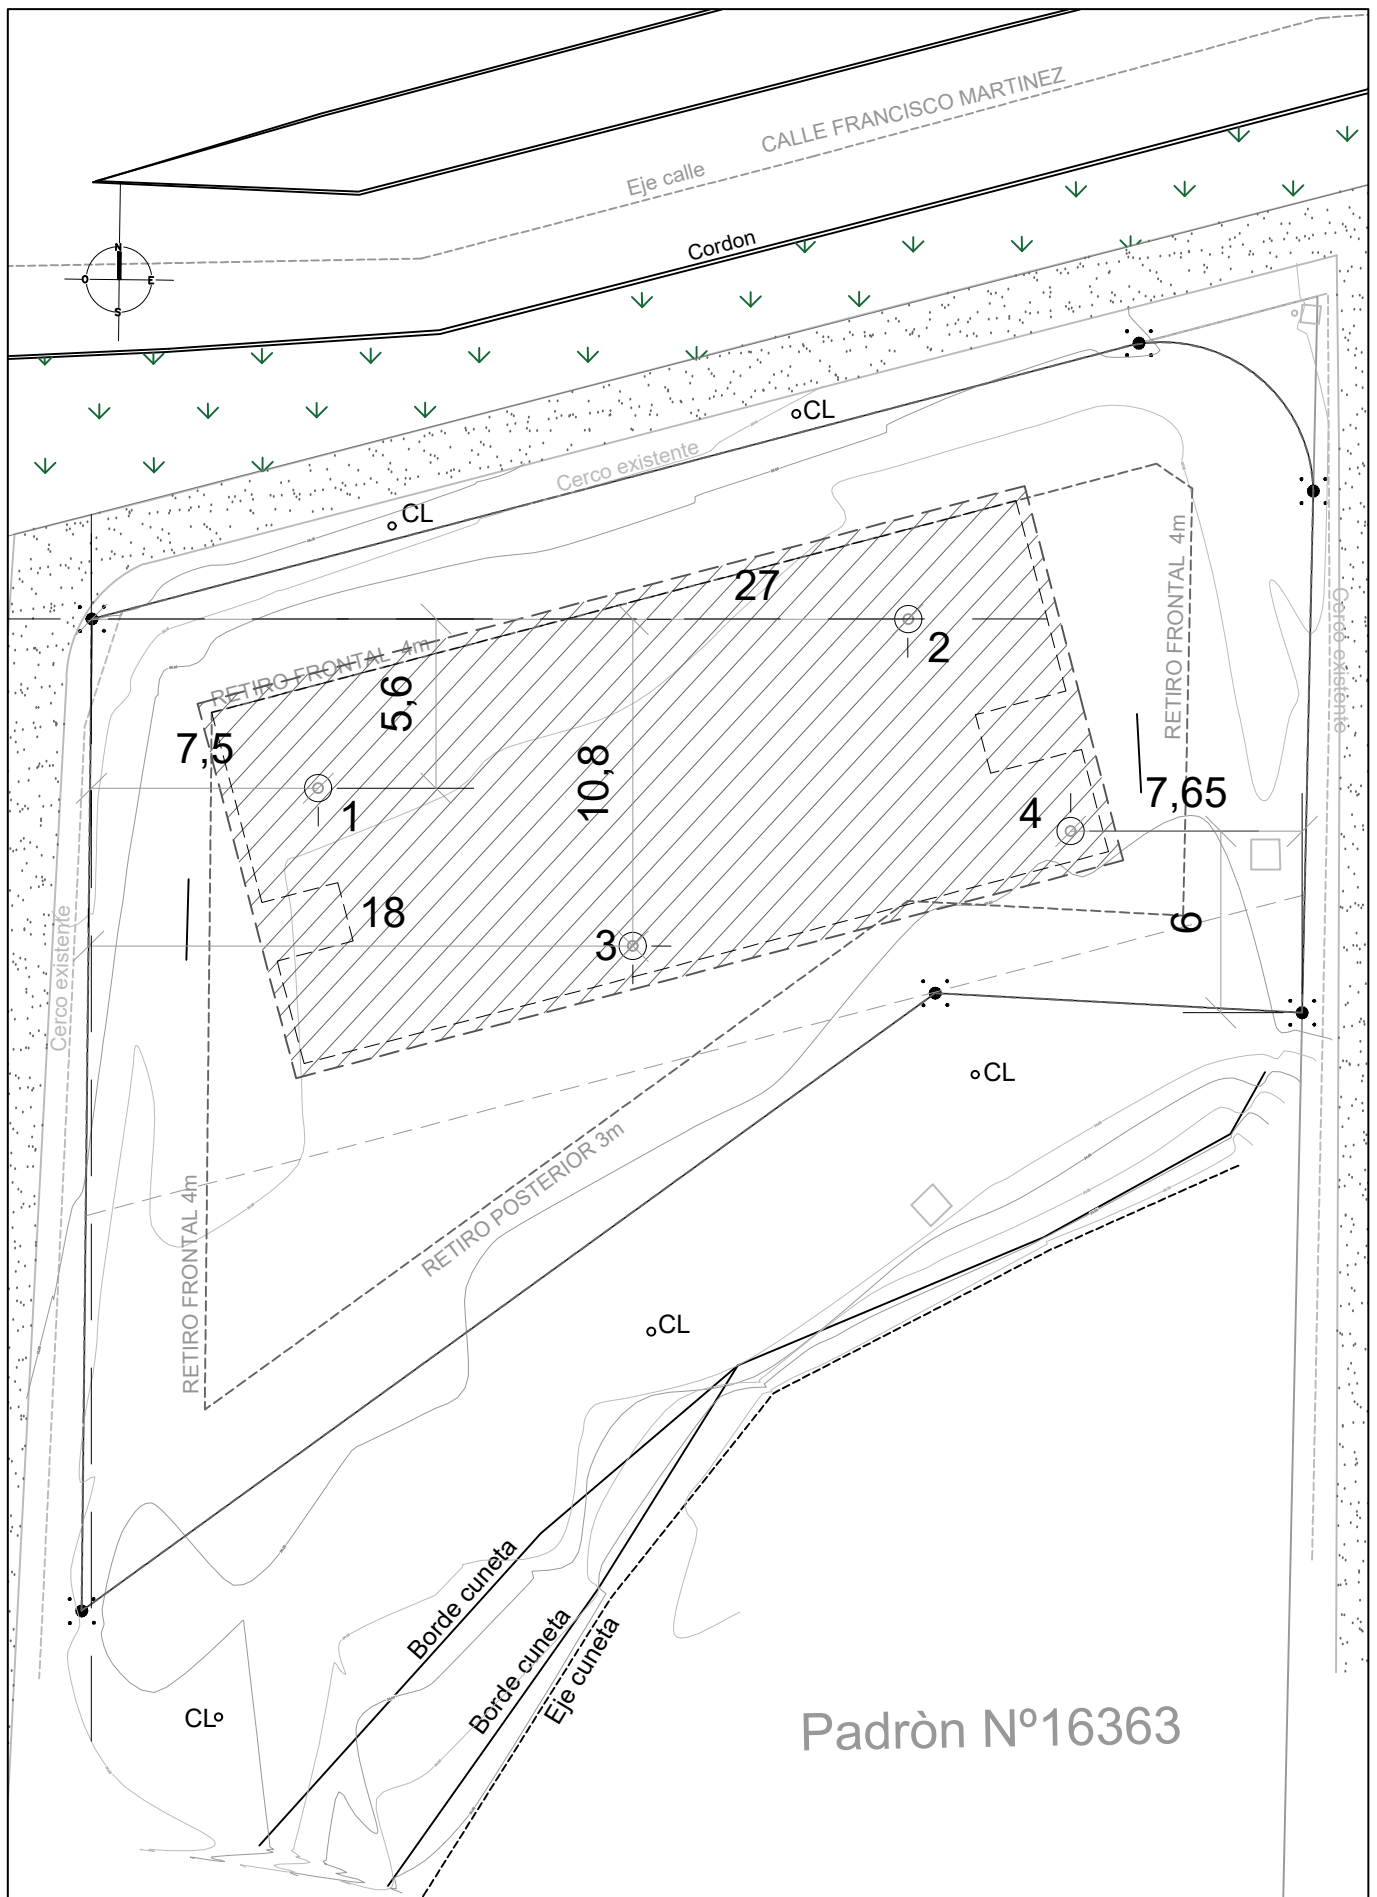 CALLE FRANCISCO MARTINEZ
Eje calle
Cordon
N
O E
S
CL
Cerco existente
CL
27
RETIRO FRONTAL 4m
2
RETIRO FRONTAL 4m
Cerco existente
5,6
7,5
10,8
7,65
1
4
18
3
6
Cerco existente
CL
RETIRO POSTERIOR 3m
RETIRO FRONTAL 4m
CL
Borde cuneta
Borde cuneta
Eje cuneta
CL
Padròn Nº16363